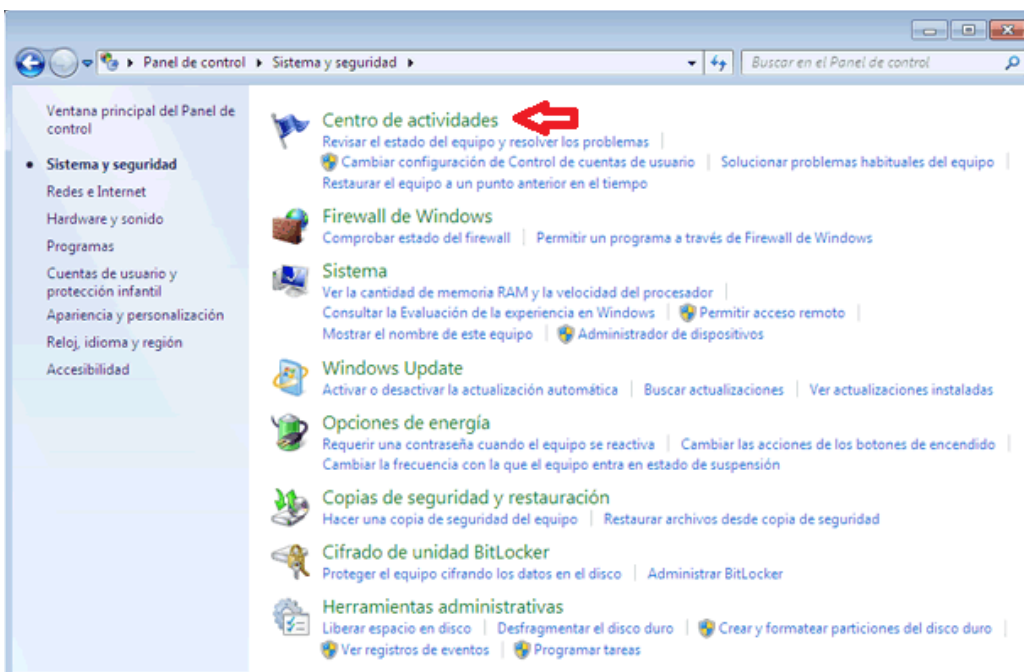 Panel de control ▸ Sistema y seguridad ▸
Buscar en el Panel de control
Ventana principal del Panel de
control
Sistema y seguridad
Redes e Internet
Hardware y sonido
Programas
Cuentas de usuario y
protección infantil
Apariencia y personalización
Reloj, idioma y región
Accesibilidad
Centro de actividades
Revisar el estado del equipo y resolver los problemas
Cambiar configuración de Control de cuentas de usuario | Solucionar problemas habituales del equipo
Restaurar el equipo a un punto anterior en el tiempo
Firewall de Windows
Comprobar estado del firewall | Permitir un programa a través de Firewall de Windows
Sistema
Ver la cantidad de memoria RAM y la velocidad del procesador
Consultar la Evaluación de la experiencia en Windows | Permitir acceso remoto
Mostrar el nombre de este equipo | Administrador de dispositivos
Windows Update
Activar o desactivar la actualización automática | Buscar actualizaciones | Ver actualizaciones instaladas
Opciones de energía
Requerir una contraseña cuando el equipo se reactiva | Cambiar las acciones de los botones de encendido
Cambiar la frecuencia con la que el equipo entra en estado de suspensión
Copias de seguridad y restauración
Hacer una copia de seguridad del equipo | Restaurar archivos desde copia de seguridad
Cifrado de unidad BitLocker
Proteger el equipo cifrando los datos en el disco | Administrar BitLocker
Herramientas administrativas
Liberar espacio en disco | Desfragmentar el disco duro | Crear y formatear particiones del disco duro
Ver registros de eventos | Programar tareas